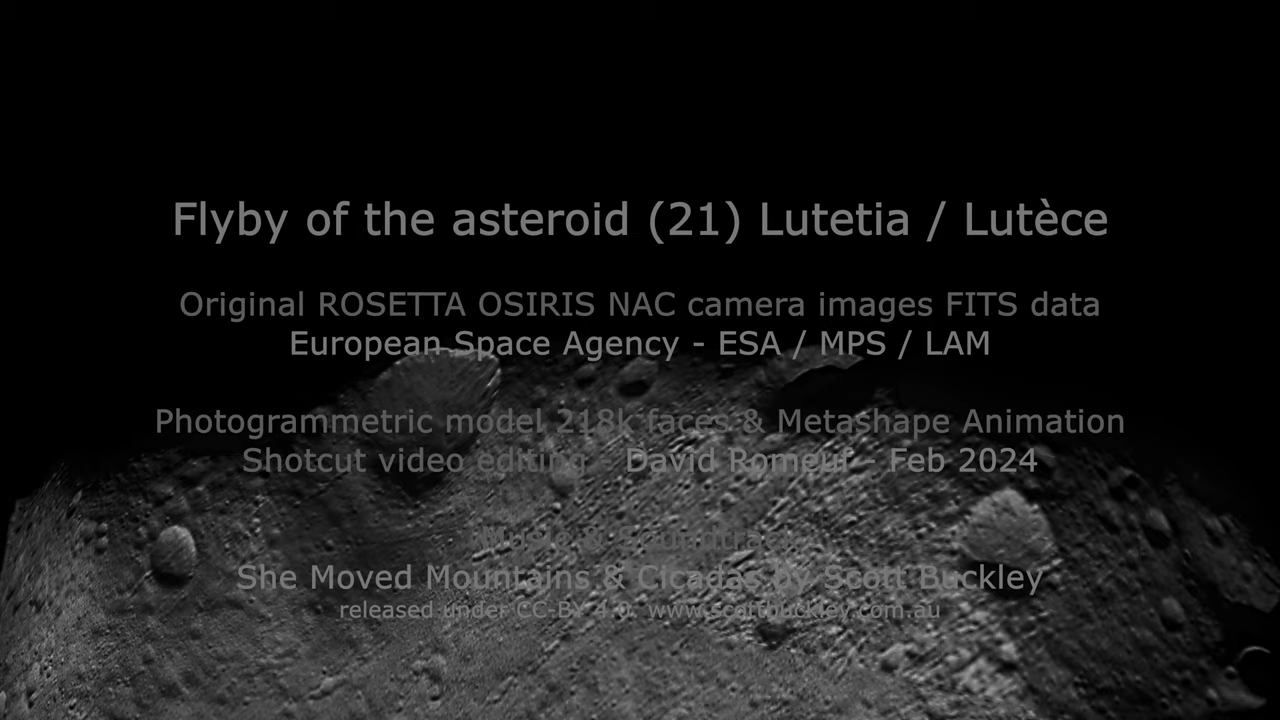 Flyby of the asteroid (21) Lutetia / Lutèce
Original ROSETTA OSIRIS NAC camera images FITS data
European Space Agency - ESA / MPS / LAM
Photogrammetric model 218k faces & Metashape Animation
Shotcut video editing - David Romeuf - Feb 2024
Music & Soundtrack
She Moved Mountains & Cicadas by Scott Buckley
released under CC-BY 4.0. www.scottbuckley.com.au